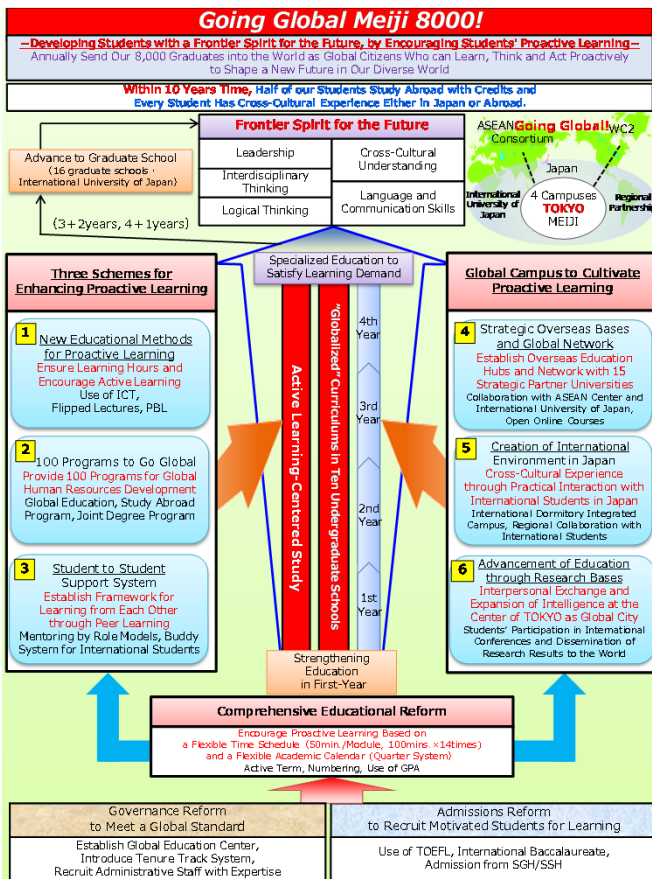 Going Global Meiji 8000!
—Developing Students with a Frontier Spirit for the Future, by Encouraging Students' Proactive Learning—
Annually Send Our 8,000 Graduates into the World as Global Citizens Who can Learn, Think and Act Proactively
to Shape a New Future in Our Diverse World
Within 10 Years Time, Half of our Students Study Abroad with Credits and
Every Student Has Cross-Cultural Experience Either in Japan or Abroad.
Frontier Spirit for the Future
Leadership
Interdisciplinary
Thinking
Logical Thinking
Cross-Cultural
Understanding
Language and
Communication Skills
Advance to Graduate School
(16 graduate schools・
International University of Japan)
(3+2years, 4+1years)
Going Global!
ASEAN
Consortium
WC2
Japan
International
University
of Japan
4 Campuses
TOKYO
MEIJI
Regional
Partnership
Specialized Education to
Satisfy Learning Demand
Three Schemes for
Enhancing Proactive Learning
1
New Educational Methods
for Proactive Learning
Ensure Learning Hours and
Encourage Active Learning
Use of ICT,
Flipped Lectures, PBL
2
100 Programs to Go Global
Provide 100 Programs for Global
Human Resources Development
Global Education, Study Abroad
Program, Joint Degree Program
3
Student to Student
Support System
Establish Framework for
Learning from Each Other
through Peer Learning
Mentoring by Role Models, Buddy
System for International Students
Active Learning-Centered Study
"Globalized" Curriculums in Ten Undergraduate Schools
4th
Year
3rd
Year
2nd
Year
1st
Year
Strengthening
Education
in First-Year
Global Campus to Cultivate
Proactive Learning
4
Strategic Overseas Bases
and Global Network
Establish Overseas Education
Hubs and Network with 15
Strategic Partner Universities
Collaboration with ASEAN Center and
International University of Japan,
Open Online Courses
5
Creation of International
Environment in Japan
Cross-Cultural Experience
through Practical Interaction with
International Students in Japan
International Dormitory Integrated
Campus, Regional Collaboration with
International Students
6
Advancement of Education
through Research Bases
Interpersonal Exchange and
Expansion of Intelligence at the
Center of TOKYO as Global City
Students' Participation in International
Conferences and Dissemination of
Research Results to the World
Comprehensive Educational Reform
Encourage Proactive Learning Based on
a Flexible Time Schedule (50min./Module, 100mins.×14times)
and a Flexible Academic Calendar (Quarter System)
Active Term, Numbering, Use of GPA
Governance Reform
to Meet a Global Standard
Establish Global Education Center,
Introduce Tenure Track System,
Recruit Administrative Staff with Expertise
Admissions Reform
to Recruit Motivated Students for Learning
Use of TOEFL, International Baccalaureate,
Admission from SGH/SSH